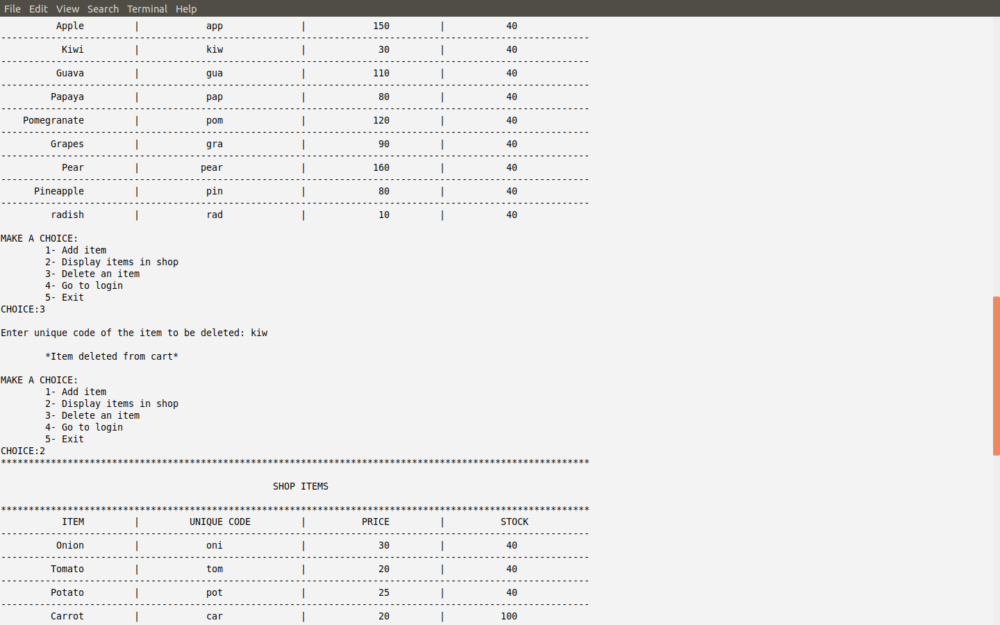 File Edit View Search Terminal Help
Apple | app | 150 | 40
--------------------------------------------------------------------------------------------------------------
Kiwi | kiw | 30 | 40
--------------------------------------------------------------------------------------------------------------
Guava | gua | 110 | 40
--------------------------------------------------------------------------------------------------------------
Papaya | pap | 80 | 40
--------------------------------------------------------------------------------------------------------------
Pomegranate | pom | 120 | 40
--------------------------------------------------------------------------------------------------------------
Grapes | gra | 90 | 40
--------------------------------------------------------------------------------------------------------------
Pear | pear | 160 | 40
--------------------------------------------------------------------------------------------------------------
Pineapple | pin | 80 | 40
--------------------------------------------------------------------------------------------------------------
radish | rad | 10 | 40
MAKE A CHOICE:
1- Add item
2- Display items in shop
3- Delete an item
4- Go to login
5- Exit
CHOICE:3
Enter unique code of the item to be deleted: kiw
*Item deleted from cart*
MAKE A CHOICE:
1- Add item
2- Display items in shop
3- Delete an item
4- Go to login
5- Exit
CHOICE:2
**********************************************************************************************************
SHOP ITEMS
**********************************************************************************************************
ITEM | UNIQUE CODE | PRICE | STOCK
----------------------------------------------------------------------------------------------------------
Onion | oni | 30 | 40
----------------------------------------------------------------------------------------------------------
Tomato | tom | 20 | 40
----------------------------------------------------------------------------------------------------------
Potato | pot | 25 | 40
----------------------------------------------------------------------------------------------------------
Carrot | car | 20 | 100